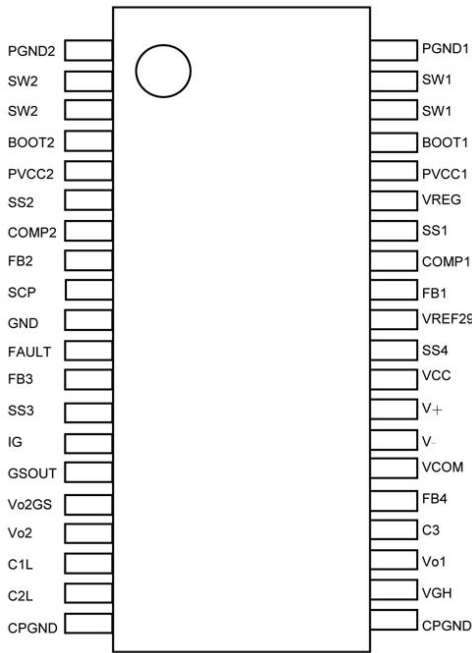 PGND2
SW2
SW2
BOOT2
PVCC2
SS2
COMP2
FB2
SCP
GND
FAULT
FB3
SS3
IG
GSOUT
Vo2GS
Vo2
C1L
C2L
CPGND
PGND1
SW1
SW1
BOOT1
PVCC1
VREG
SS1
COMP1
FB1
VREF29
SS4
VCC
V+
V-
VCOM
FB4
C3
Vo1
VGH
CPGND